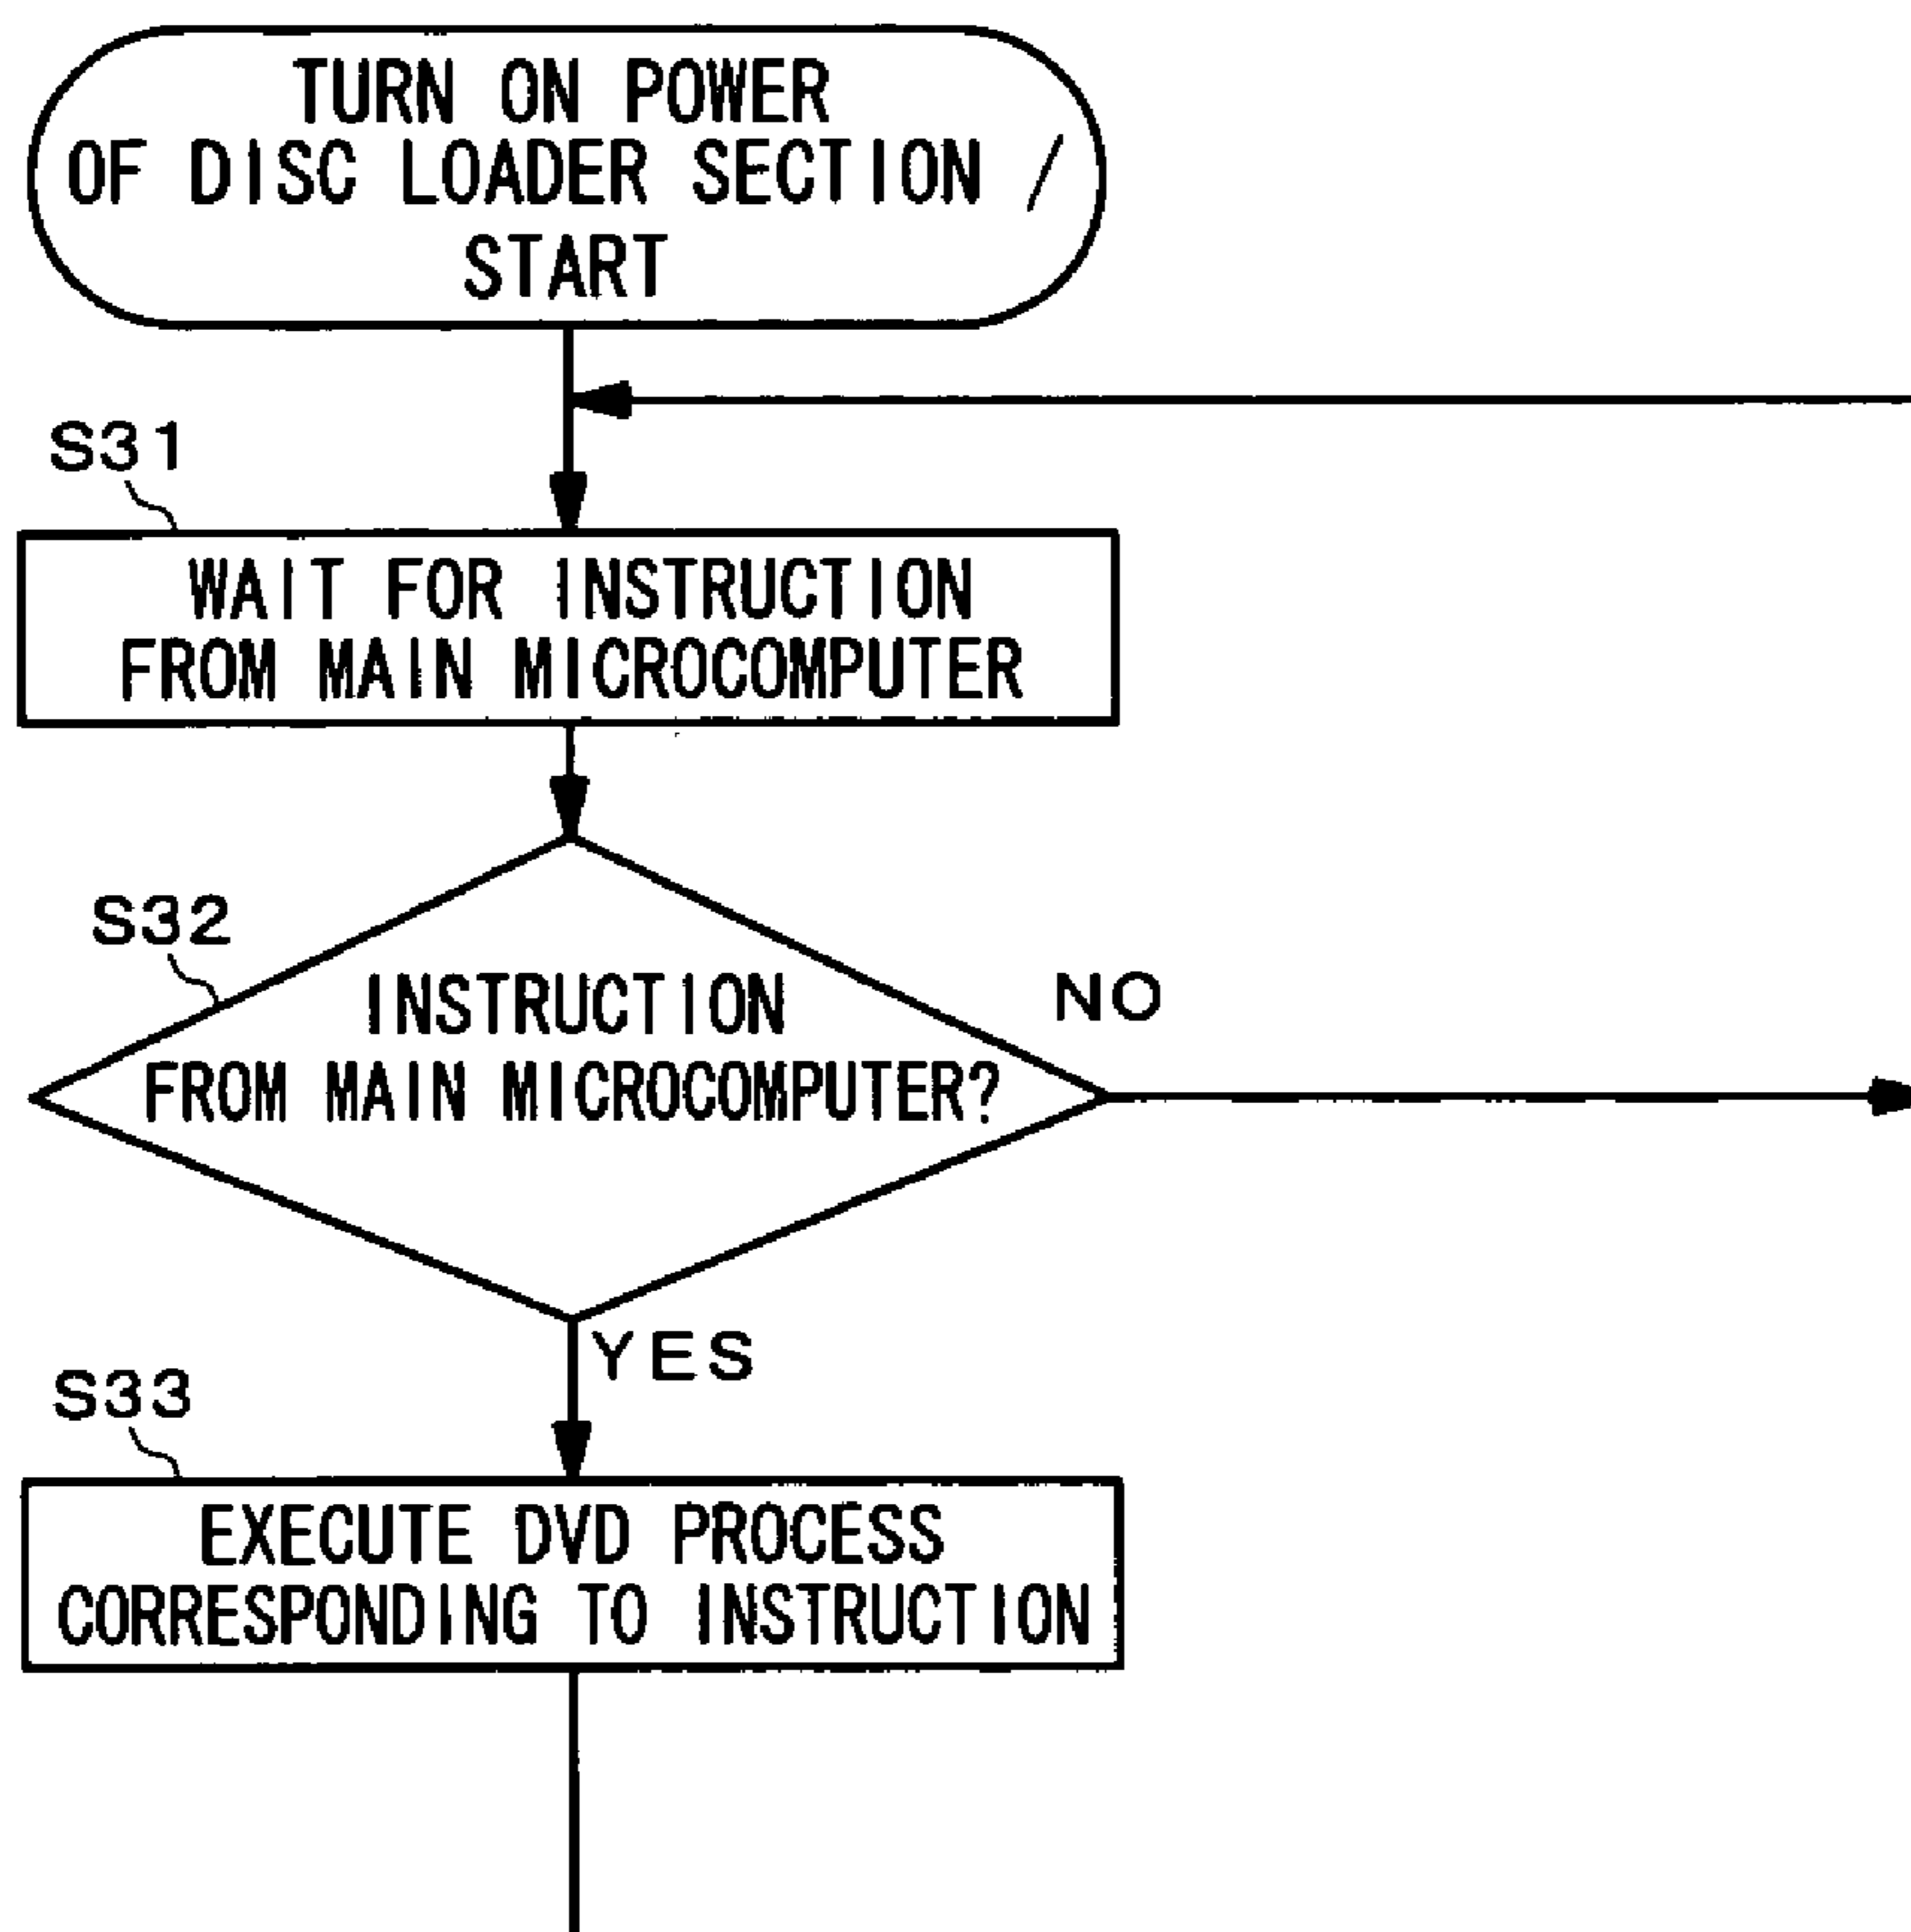 TURN ON POWER
OF DISC LOADER SECTION /
START
S31
WAIT FOR INSTRUCTION
FROM MAIN MICROCOMPUTER
S32
INSTRUCTION
FROM MAIN MICROCOMPUTER?
NO
YES
S33
EXECUTE DVD PROCESS
CORRESPONDING TO INSTRUCTION